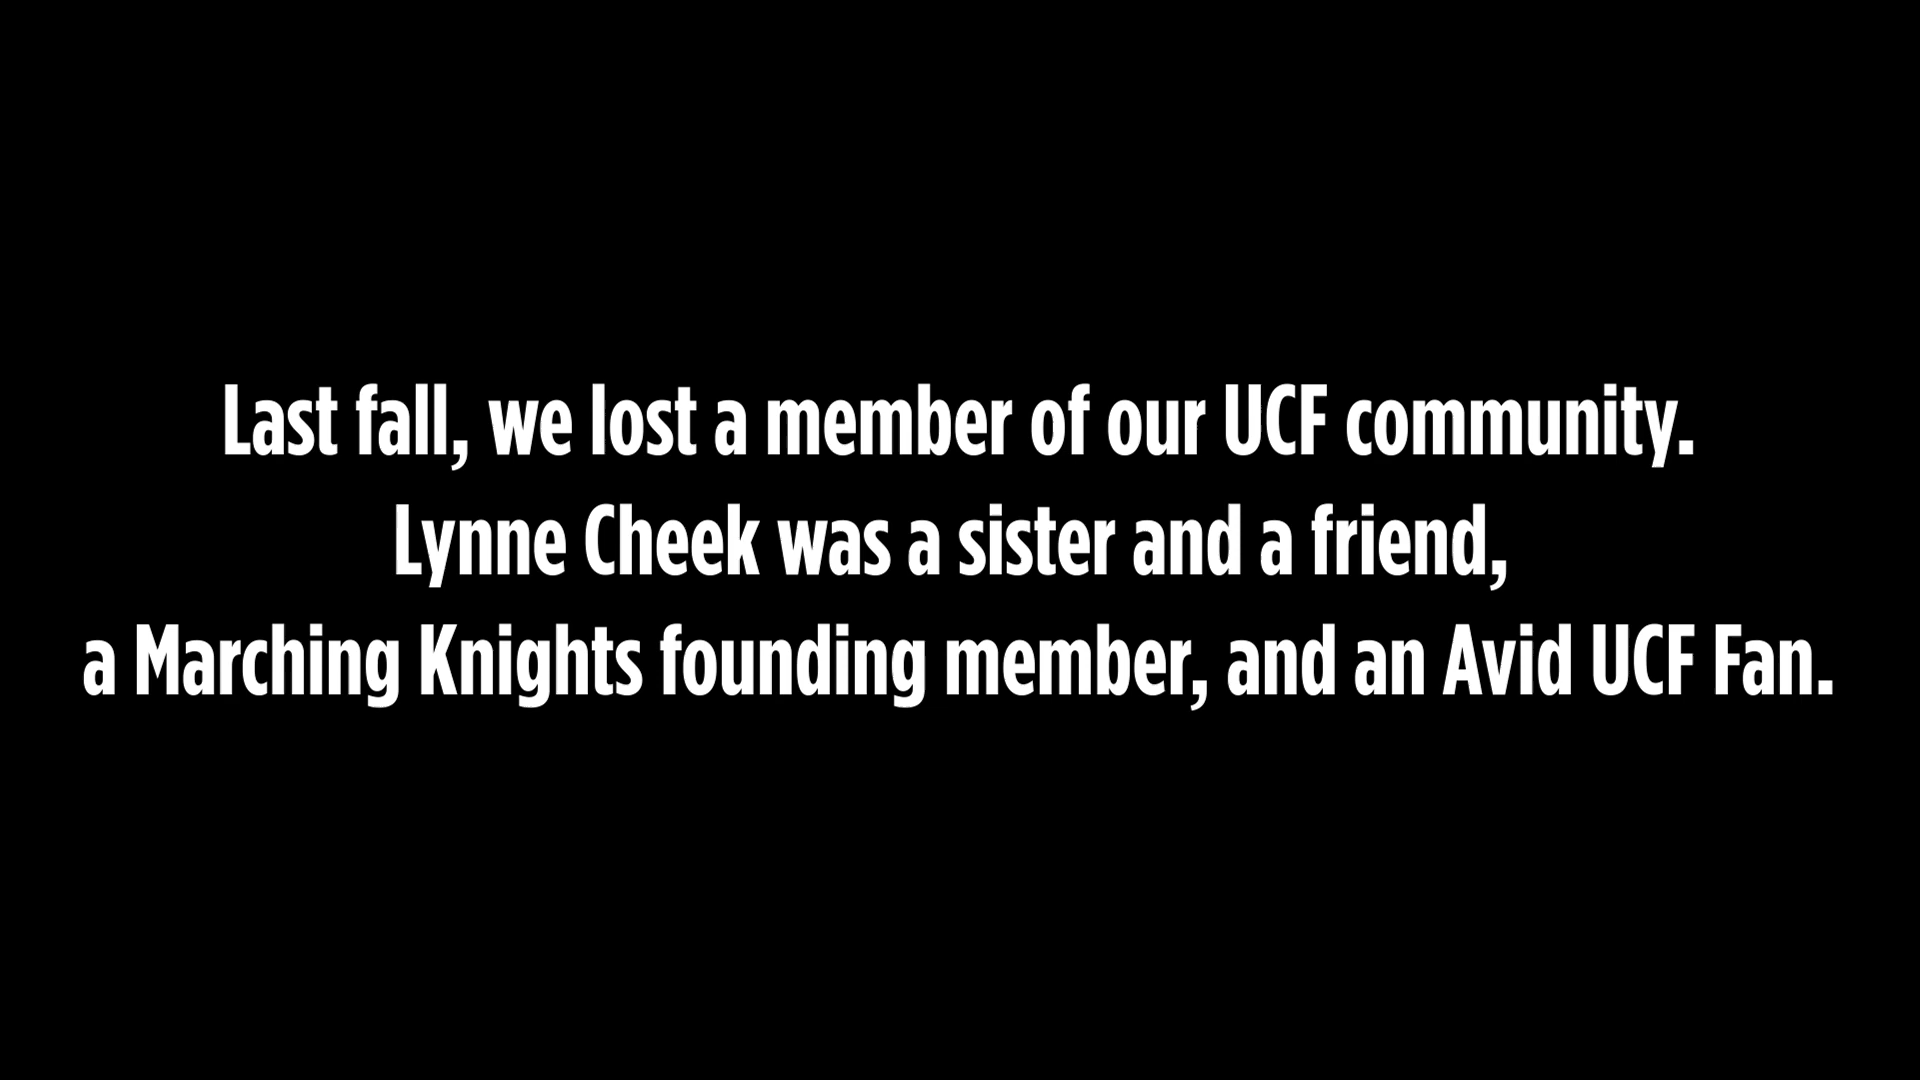 Last fall, we lost a member of our UCF community.
Lynne Cheek was a sister and a friend,
a Marching Knights founding member, and an Avid UCF Fan.